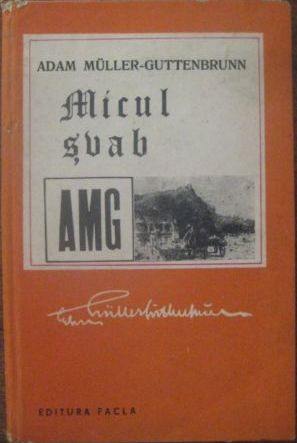 ADAM MÜLLER-GUTTENBRUNN
Micul
șvab
AMG
EDITURA FACLA